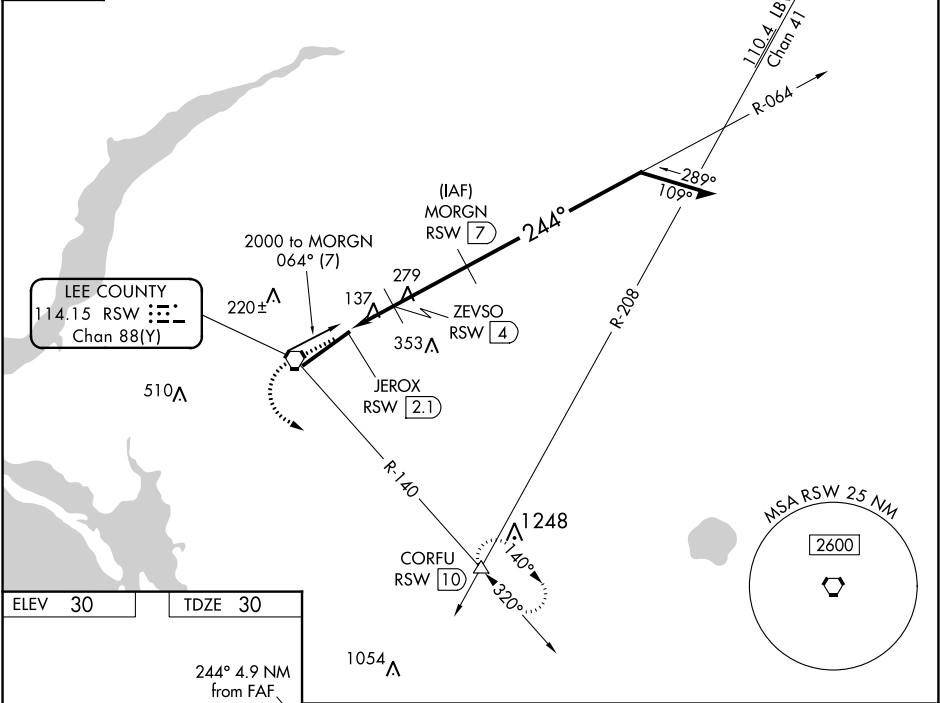 110.4 LB
Chan 41
R-064
289°
109°
(IAF)
MORGN
RSW 7
244°
2000 to MORGN
064° (7)
LEE COUNTY
114.15 RSW
Chan 88(Y)
220±
137
279
ZEVSO
RSW 4
353
R-208
510
JEROX
RSW 2.1
R-140
MSA RSW 25 NM
2600
1248
CORFU
RSW 10
140°
320°
ELEV 30
TDZE 30
1054
244° 4.9 NM
from FAF